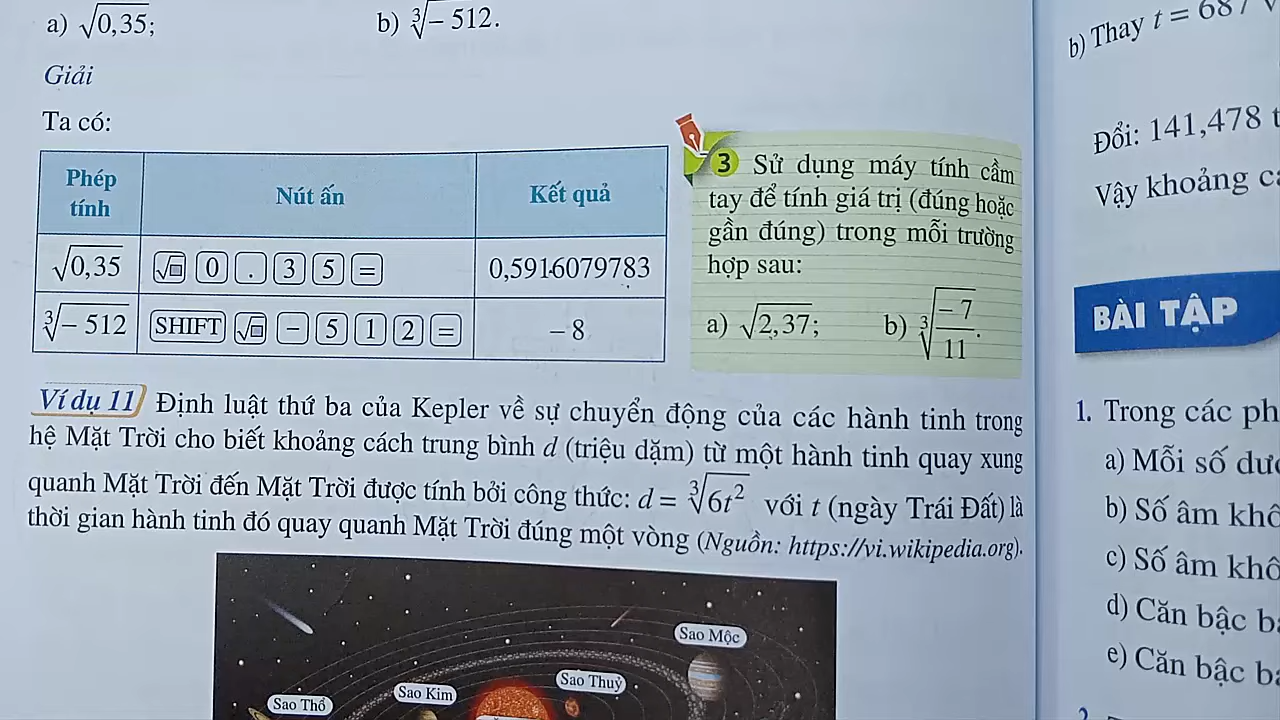 a) √0,35;
b) ∛– 512.
Giải
Ta có:
Phép tính
Nút ấn
Kết quả
√0,35
√□ 0 . 3 5 =
0,5916079783
∛– 512
SHIFT √□ – 5 1 2 =
– 8
3 Sử dụng máy tính cầm
tay để tính giá trị (đúng hoặc
gần đúng) trong mỗi trường
hợp sau:
a) √2,37;
b) ∛(– 7/11).
Ví dụ 11 Định luật thứ ba của Kepler về sự chuyển động của các hành tinh trong
hệ Mặt Trời cho biết khoảng cách trung bình d (triệu dặm) từ một hành tinh quay xung
quanh Mặt Trời đến Mặt Trời được tính bởi công thức: d = ∛6t² với t (ngày Trái Đất) là
thời gian hành tinh đó quay quanh Mặt Trời đúng một vòng (Nguồn: https://vi.wikipedia.org).
Sao Mộc
Sao Thuỷ
Sao Kim
Sao Thổ
b) Thay t = 687
Đổi: 141,478 t
Vậy khoảng
BÀI TẬP
1. Trong các ph
a) Mỗi số dư
b) Số âm khô
c) Số âm khô
d) Căn bậc b
e) Căn bậc b